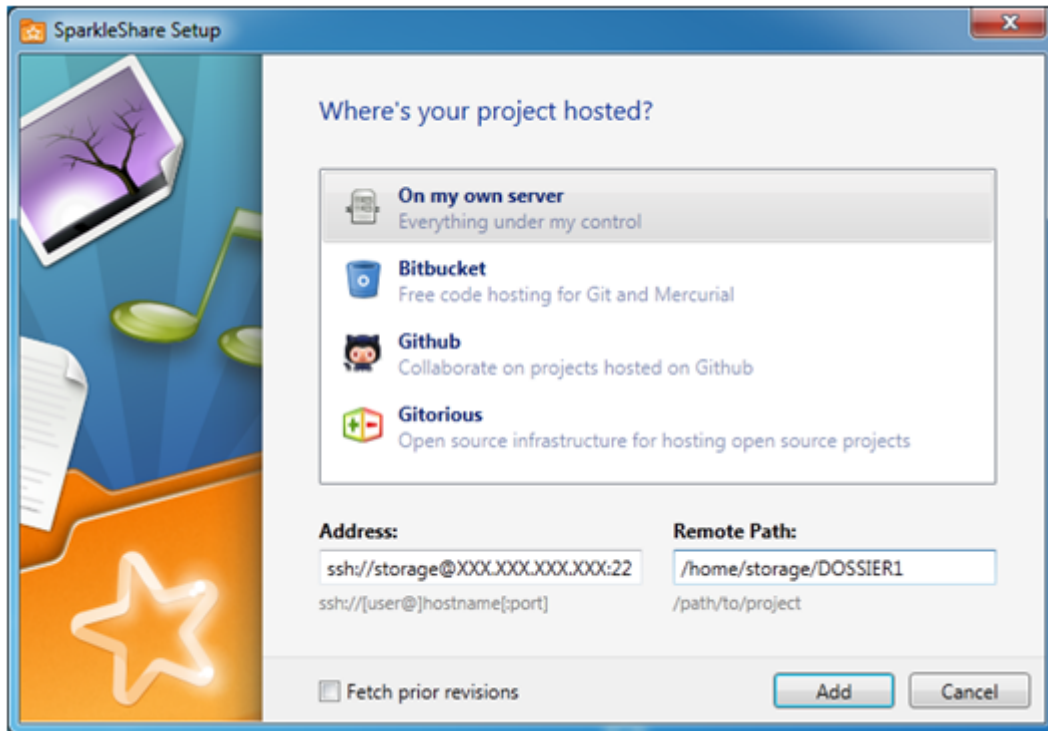 SparkleShare Setup
Where's your project hosted?
On my own server
Everything under my control
Bitbucket
Free code hosting for Git and Mercurial
Github
Collaborate on projects hosted on Github
Gitorious
Open source infrastructure for hosting open source projects
Address:
Remote Path:
ssh://storage@XXX.XXX.XXX.XXX:22
/home/storage/DOSSIER1
ssh://[user@]hostname[:port]
/path/to/project
Fetch prior revisions
Add
Cancel